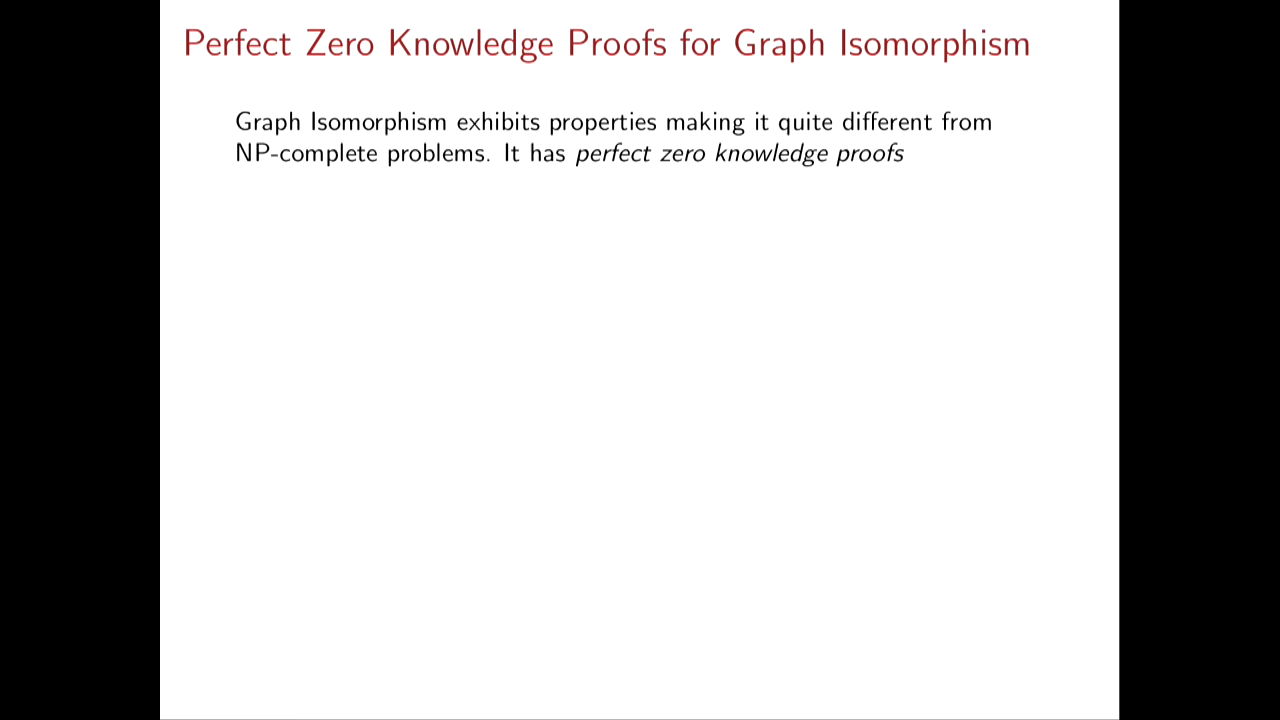 Perfect Zero Knowledge Proofs for Graph Isomorphism
Graph Isomorphism exhibits properties making it quite different from
NP-complete problems. It has perfect zero knowledge proofs